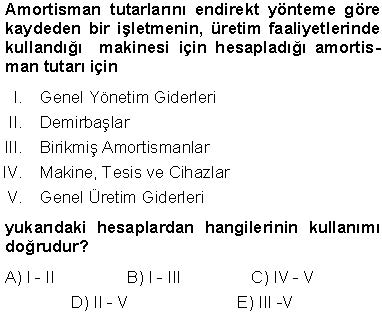 Amortisman tutarlarını endirekt yönteme göre
kaydeden bir işletmenin, üretim faaliyetlerinde
kullandığı makinesi için hesapladığı amortis-
man tutarı için
I. Genel Yönetim Giderleri
II. Demirbaşlar
III. Birikmiş Amortismanlar
IV. Makine, Tesis ve Cihazlar
V. Genel Üretim Giderleri
yukarıdaki hesaplardan hangilerinin kullanımı
doğrudur?
A) I - II B) I - III C) IV - V
D) II - V E) III -V